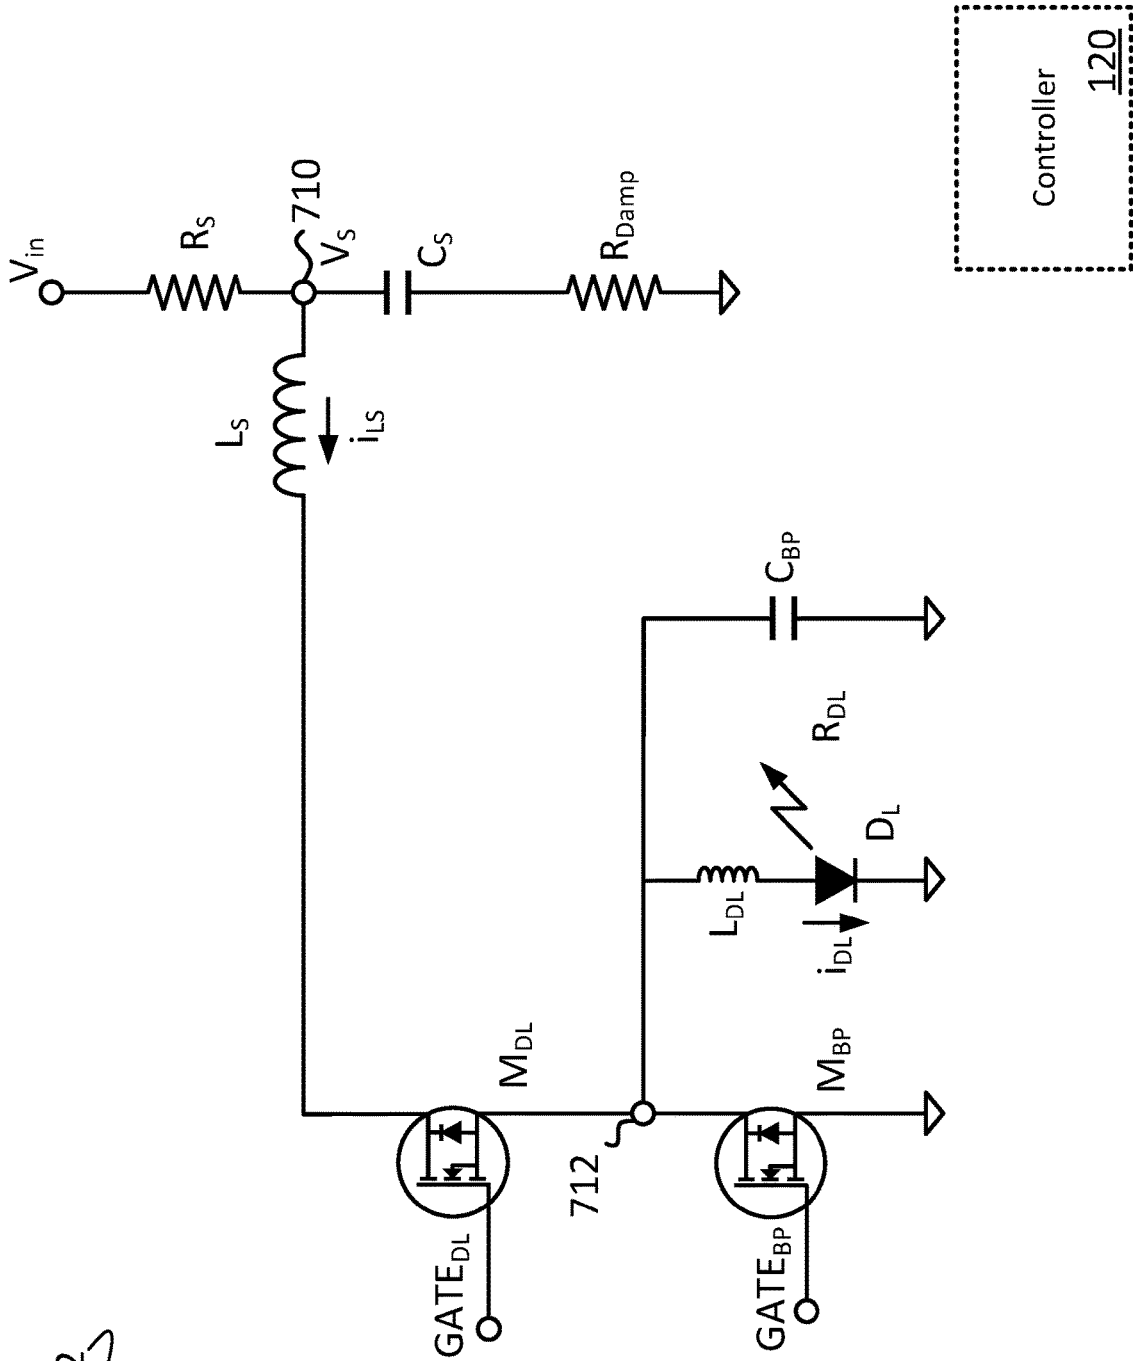 V_in
R_S
710
V_S
C_S
R_Damp
L_S
i_LS
C_BP
R_DL
D_L
L_DL
i_DL
M_DL
712
M_BP
GATE_DL
GATE_BP
Controller
120